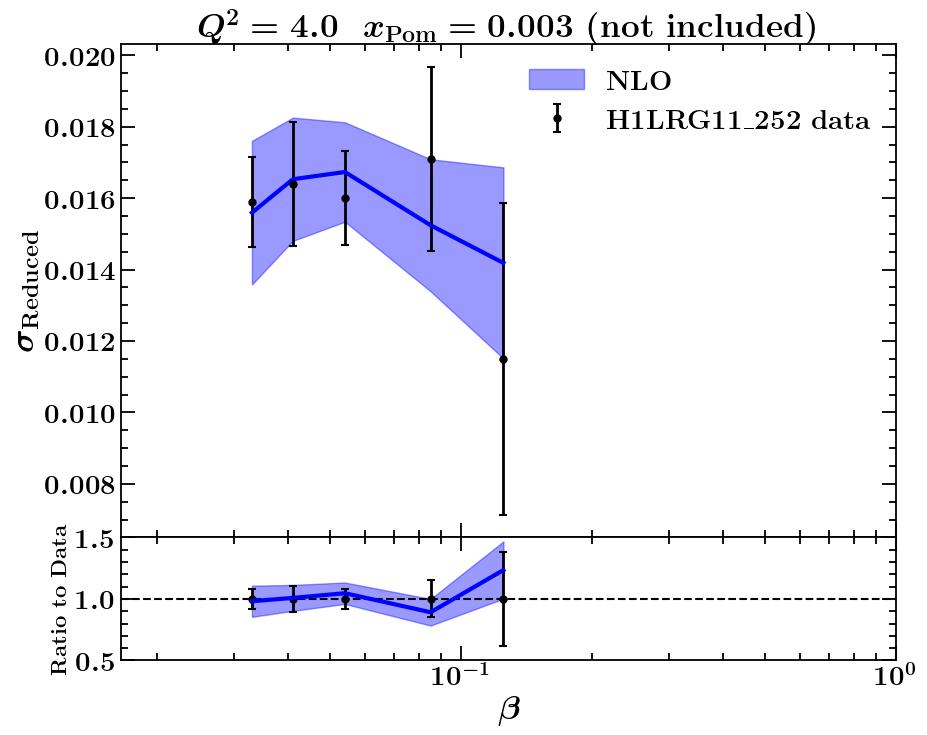 Q² = 4.0 x_Pom = 0.003 (not included)
NLO
H1LRG11_252 data
σ_Reduced
0.020
0.018
0.016
0.014
0.012
0.010
0.008
Ratio to Data
1.5
1.0
0.5
10⁻¹
10⁰
β